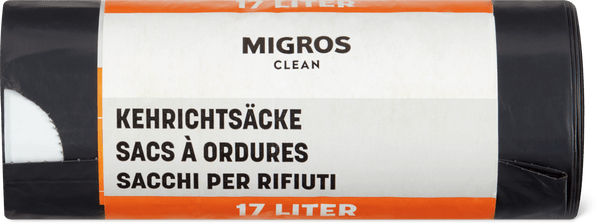 17 LITER
MIGROS
CLEAN
KEHRICHTSÄCKE
SACS À ORDURES
SACCHI PER RIFIUTI
17 LITER